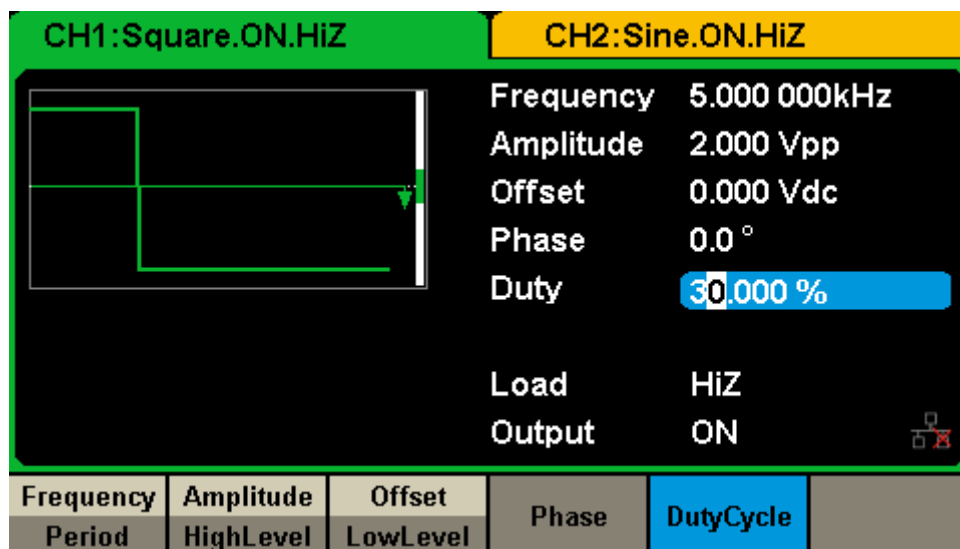 CH1:Square.ON.HiZ CH2:Sine.ON.HiZ
Frequency 5.000 000kHz
Amplitude 2.000 Vpp
Offset 0.000 Vdc
Phase 0.0 °
Duty 30.000 %
Load HiZ
Output ON
Frequency Amplitude Offset
Phase DutyCycle
Period HighLevel LowLevel